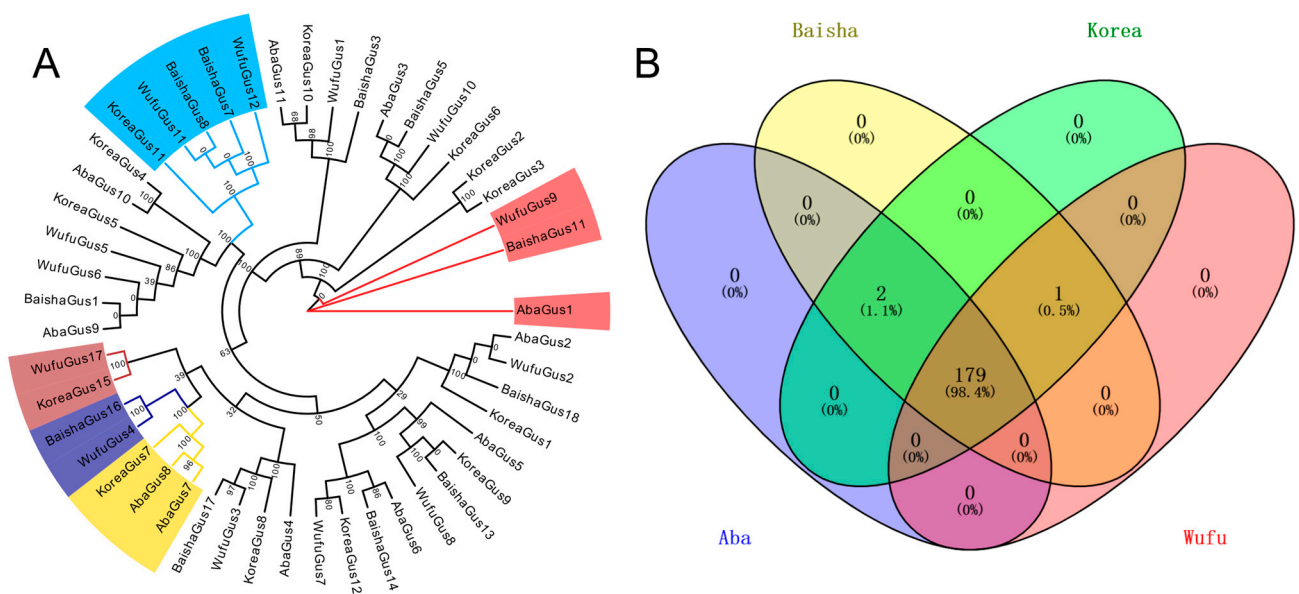 A
KoreaGus11
WufuGus11
BaishaGus8
BaishaGus7
WufuGus12
AbaGus11
KoreaGus10
WufuGus1
BaishaGus3
AbaGus3
BaishaGus5
WufuGus10
KoreaGus6
KoreaGus2
KoreaGus3
WufuGus9
BaishaGus11
AbaGus1
AbaGus2
WufuGus2
BaishaGus18
KoreaGus1
AbaGus5
KoreaGus9
BaishaGus13
WufuGus8
AbaGus6
BaishaGus14
KoreaGus12
WufuGus7
AbaGus4
KoreaGus8
WufuGus3
BaishaGus17
AbaGus7
AbaGus8
KoreaGus7
WufuGus4
BaishaGus16
KoreaGus15
WufuGus17
AbaGus9
BaishaGus1
WufuGus6
WufuGus5
KoreaGus5
AbaGus10
KoreaGus4
0
0
100
100
68
98
100
0
100
100
100
89
100
0
100
100
100
86
39
0
63
39
100
100
100
100
96
32
50
29
0
0
100
99
0
100
100
86
80
97
100
100
B
Baisha
Korea
Aba
Wufu
0
(0%)
0
(0%)
0
(0%)
0
(0%)
0
(0%)
0
(0%)
0
(0%)
2
(1.1%)
1
(0.5%)
179
(98.4%)
0
(0%)
0
(0%)
0
(0%)
0
(0%)
0
(0%)